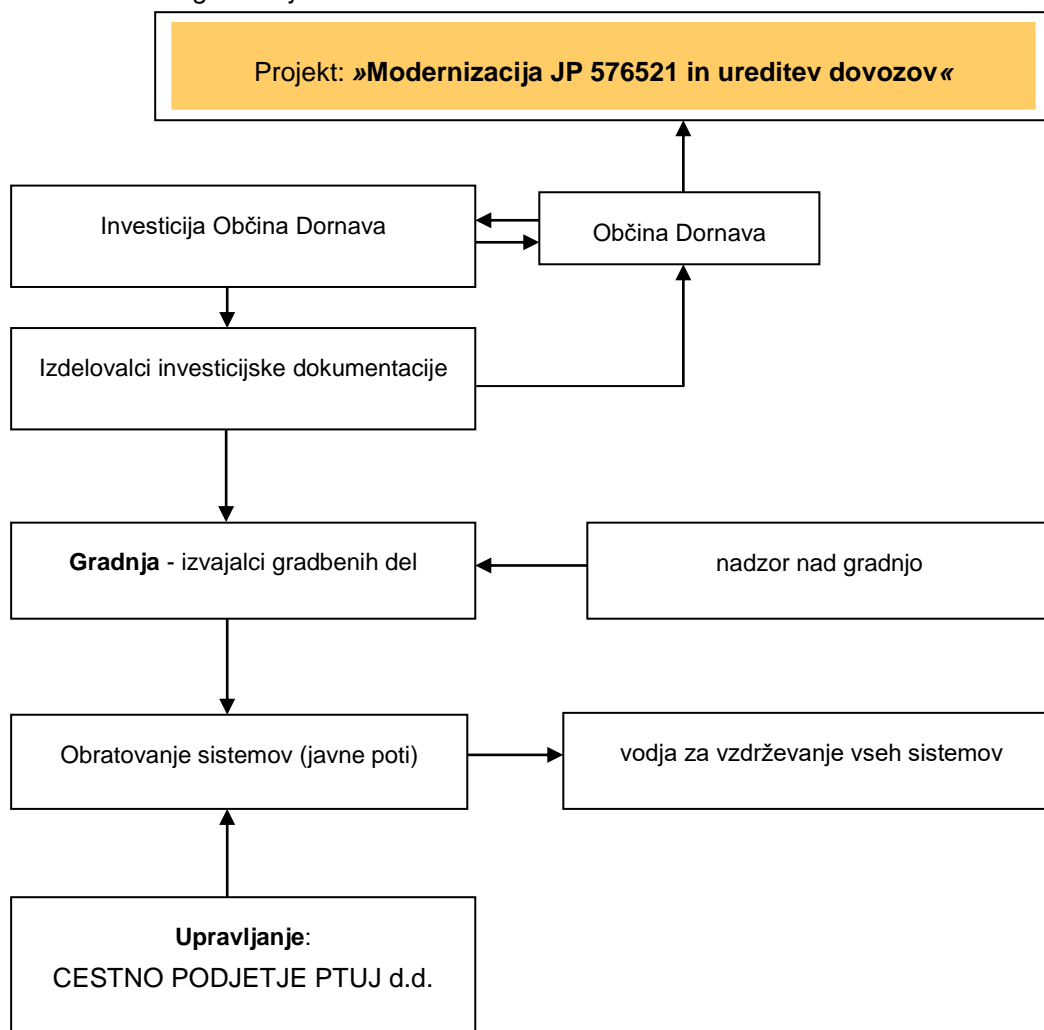 Projekt: »Modernizacija JP 576521 in ureditev dovozov«
Investicija Občina Dornava
Občina Dornava
Izdelovalci investicijske dokumentacije
Gradnja - izvajalci gradbenih del
nadzor nad gradnjo
Obratovanje sistemov (javne poti)
vodja za vzdrževanje vseh sistemov
Upravljanje:
CESTNO PODJETJE PTUJ d.d.